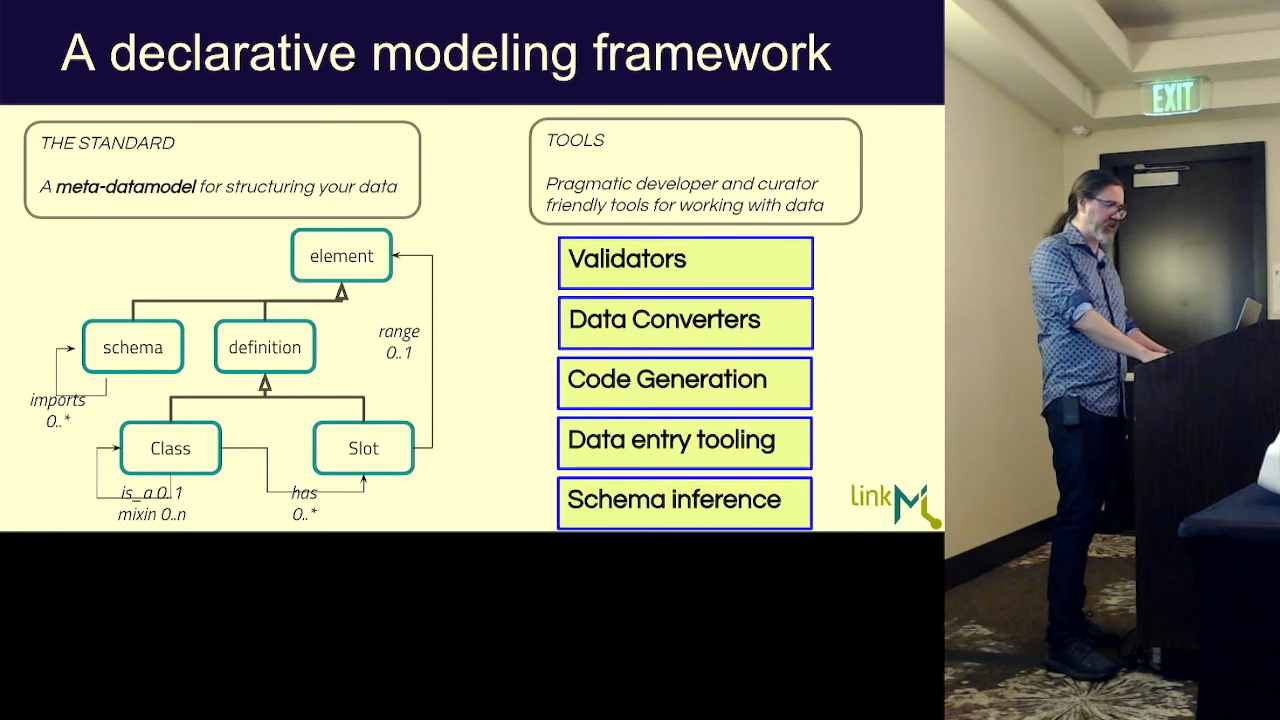 A declarative modeling framework
THE STANDARD
A meta-datamodel for structuring your data
TOOLS
Pragmatic developer and curator
friendly tools for working with data
element
schema
definition
range
0..1
imports
0..*
Class
Slot
is_a 0..1
mixin 0..n
has
0..*
Validators
Data Converters
Code Generation
Data entry tooling
Schema inference
linkML
EXIT